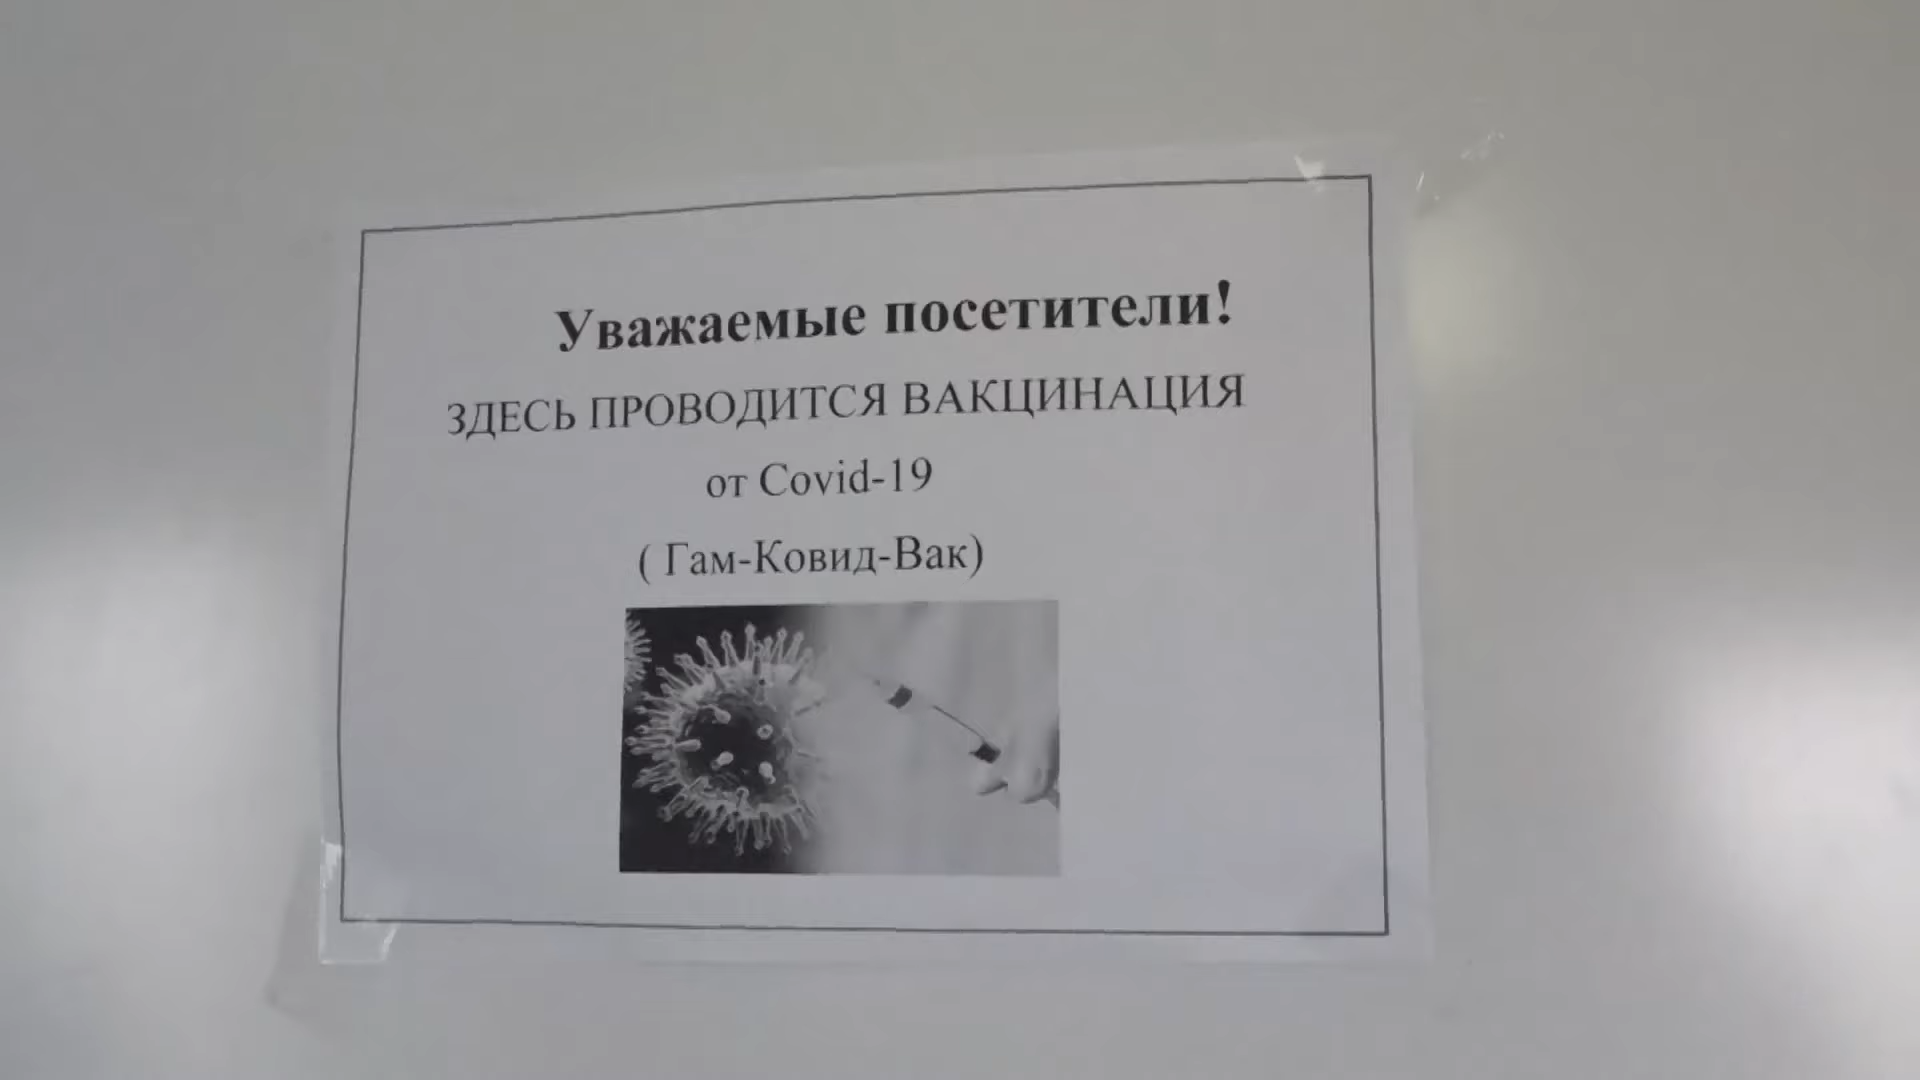 Уважаемые посетители!
ЗДЕСЬ ПРОВОДИТСЯ ВАКЦИНАЦИЯ
от Covid-19
( Гам-Ковид-Вак)